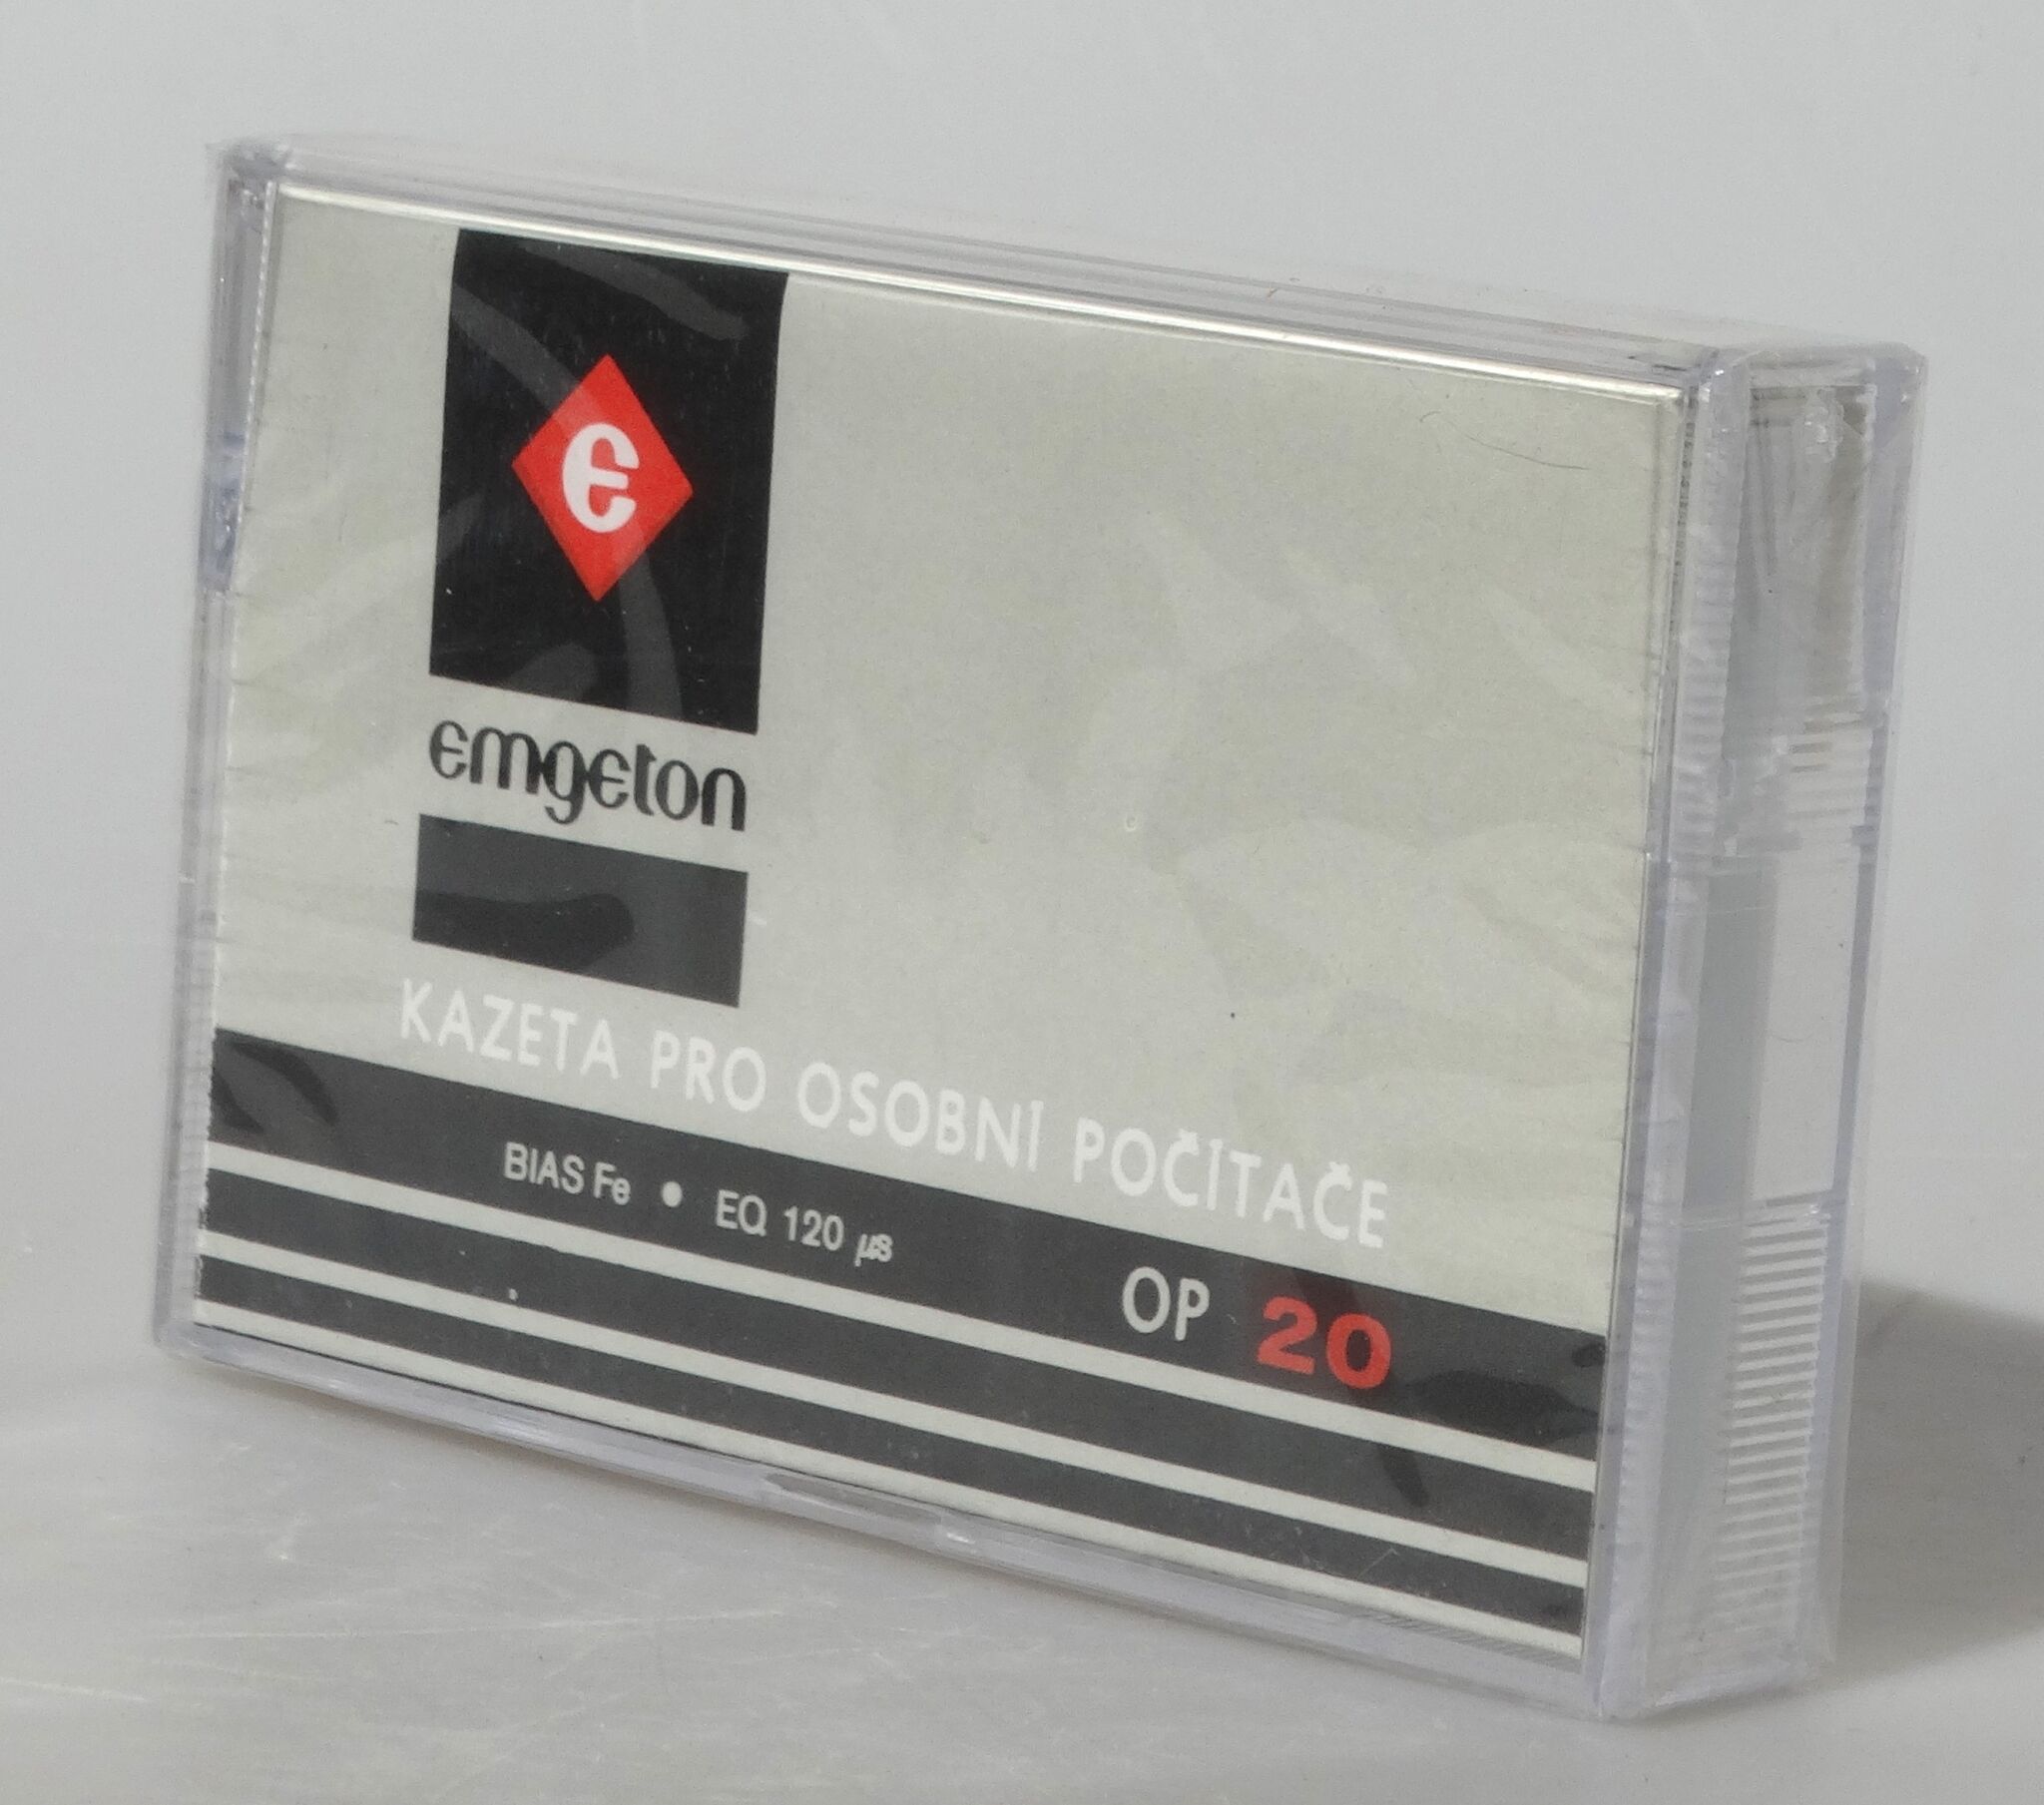 e
emgeton
KAZETA PRO OSOBNÍ POČÍTAČE
BIAS Fe • EQ 120 µs
OP 20